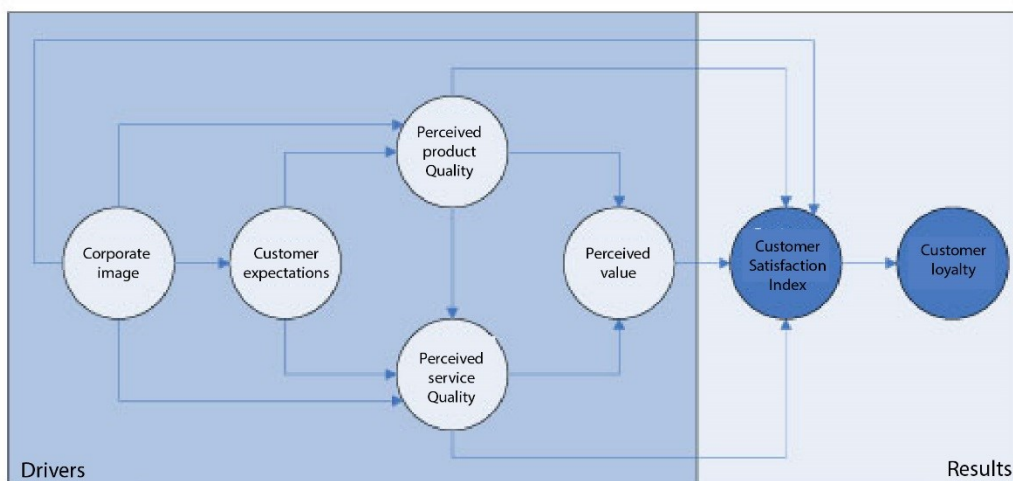 Perceived
product
Quality
Corporate
image
Customer
expectations
Perceived
value
Customer
Satisfaction
Index
Customer
loyalty
Perceived
service
Quality
Drivers
Results